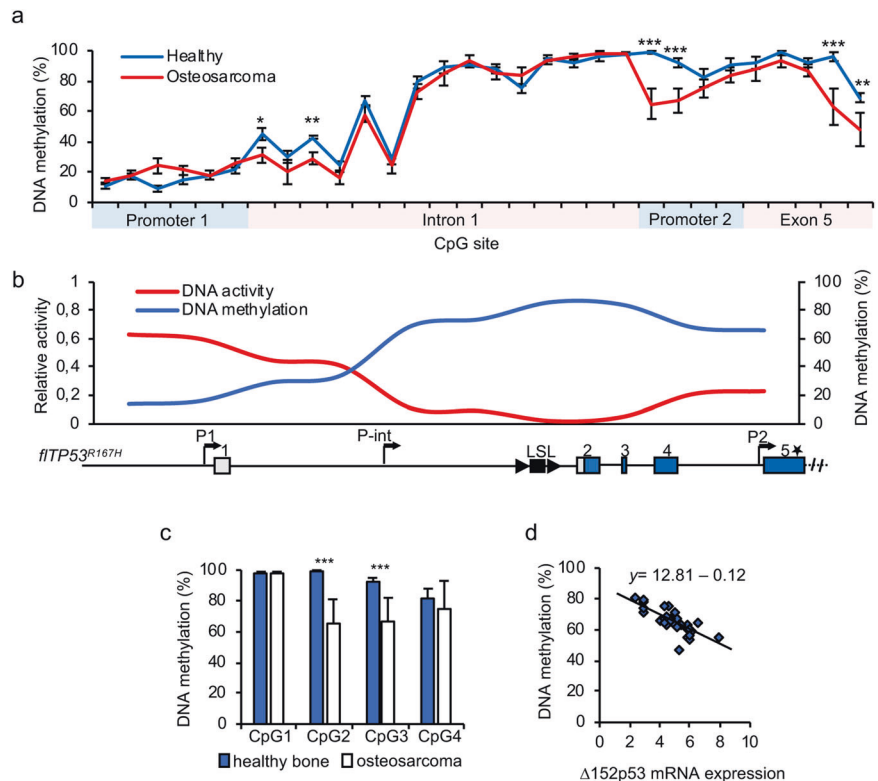 a
DNA methylation (%)
100
80
60
40
20
0
Healthy
Osteosarcoma
*
**
***
***
***
**
Promoter 1
Intron 1
Promoter 2
Exon 5
CpG site
b
Relative activity
1
0,8
0,6
0,4
0,2
0
DNA activity
DNA methylation
100
80
60
40
20
0
DNA methylation (%)
flTP53R167H
P1
1
P-int
LSL
2
3
4
P2
5★
c
DNA methylation (%)
100
80
60
40
20
0
***
***
CpG1 CpG2 CpG3 CpG4
healthy bone
osteosarcoma
d
DNA methylation (%)
100
80
60
40
20
0
y= 12.81 – 0.12
0 2 4 6 8 10
Δ152p53 mRNA expression